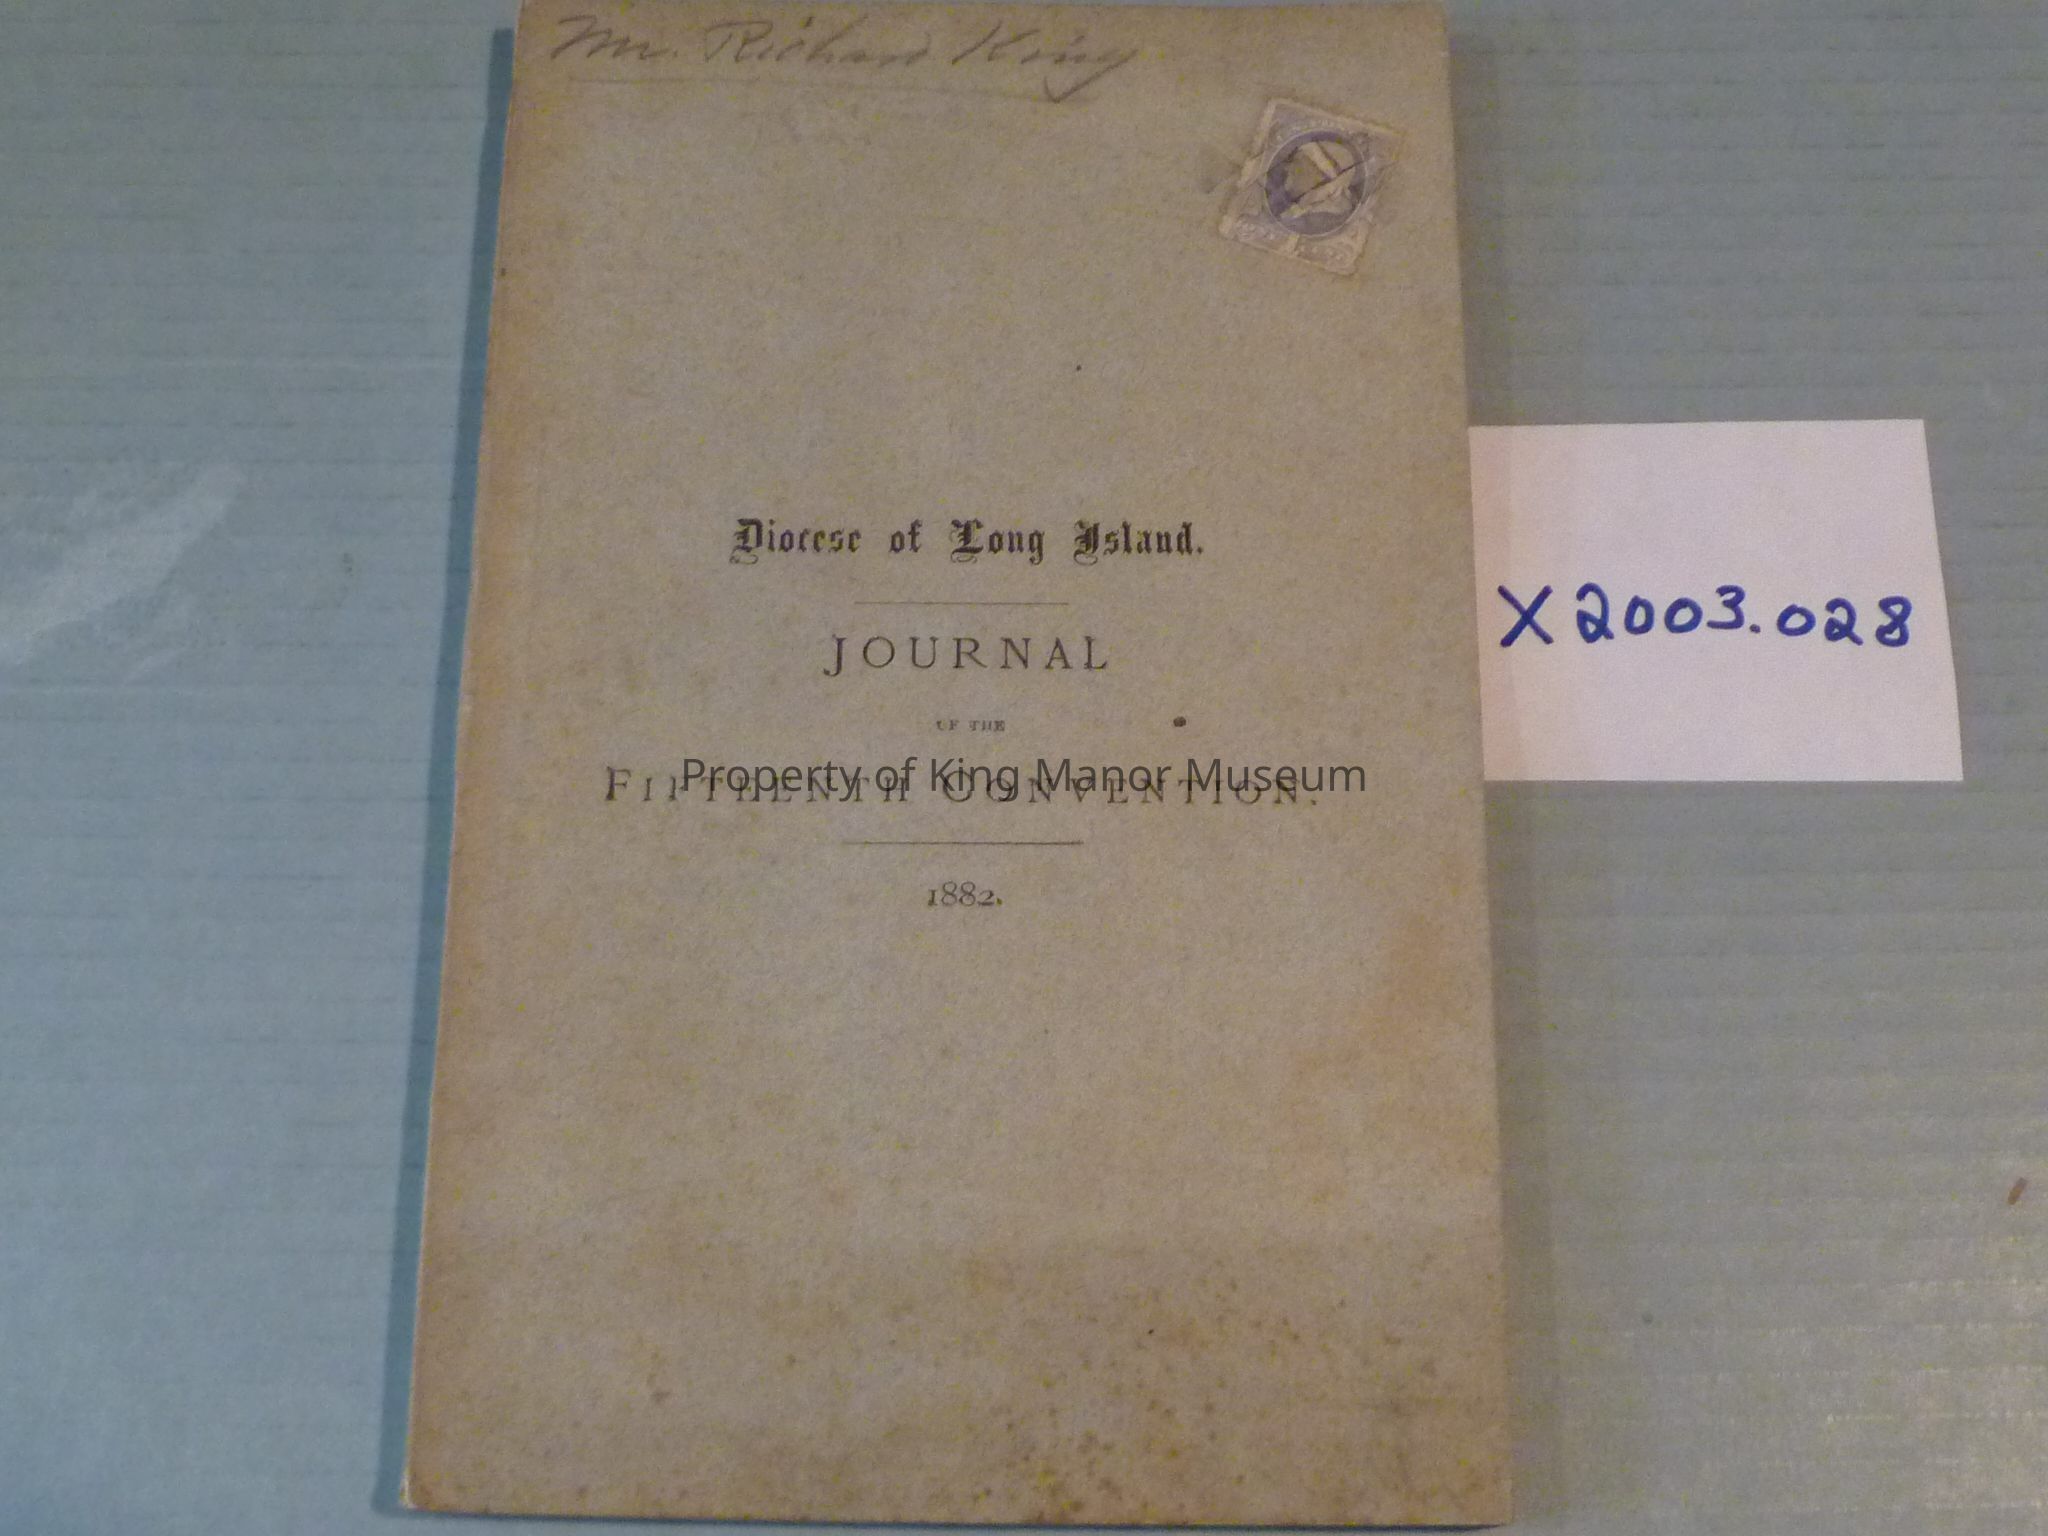 Mr. Richard King
Diocese of Long Island.
JOURNAL
OF THE
FIFTEENTH CONVENTION.
Property of King Manor Museum
1882.
X2003.028